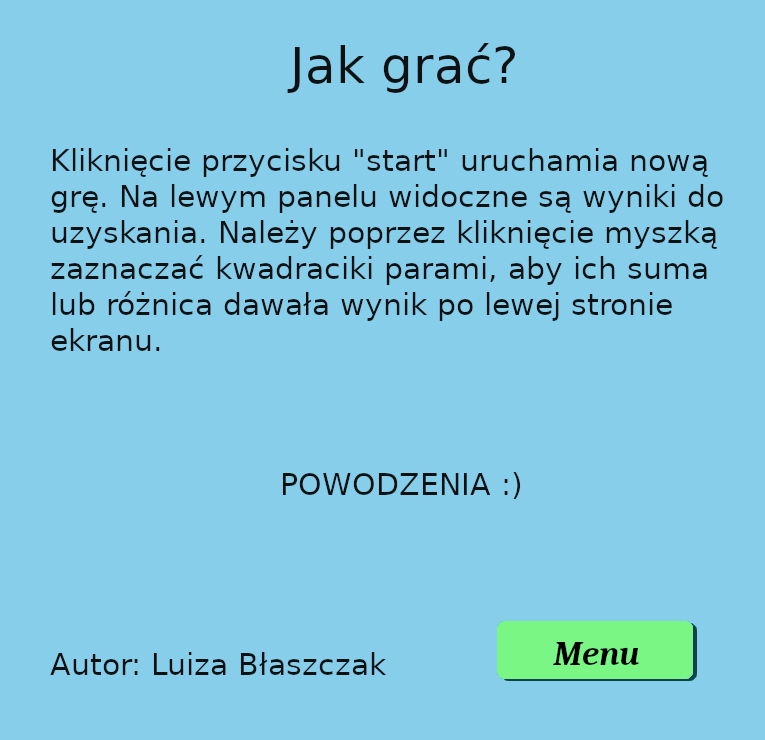 Jak grać?
Kliknięcie przycisku "start" uruchamia nową
grę. Na lewym panelu widoczne są wyniki do
uzyskania. Należy poprzez kliknięcie myszką
zaznaczać kwadraciki parami, aby ich suma
lub różnica dawała wynik po lewej stronie
ekranu.
POWODZENIA :)
Autor: Luiza Błaszczak
Menu